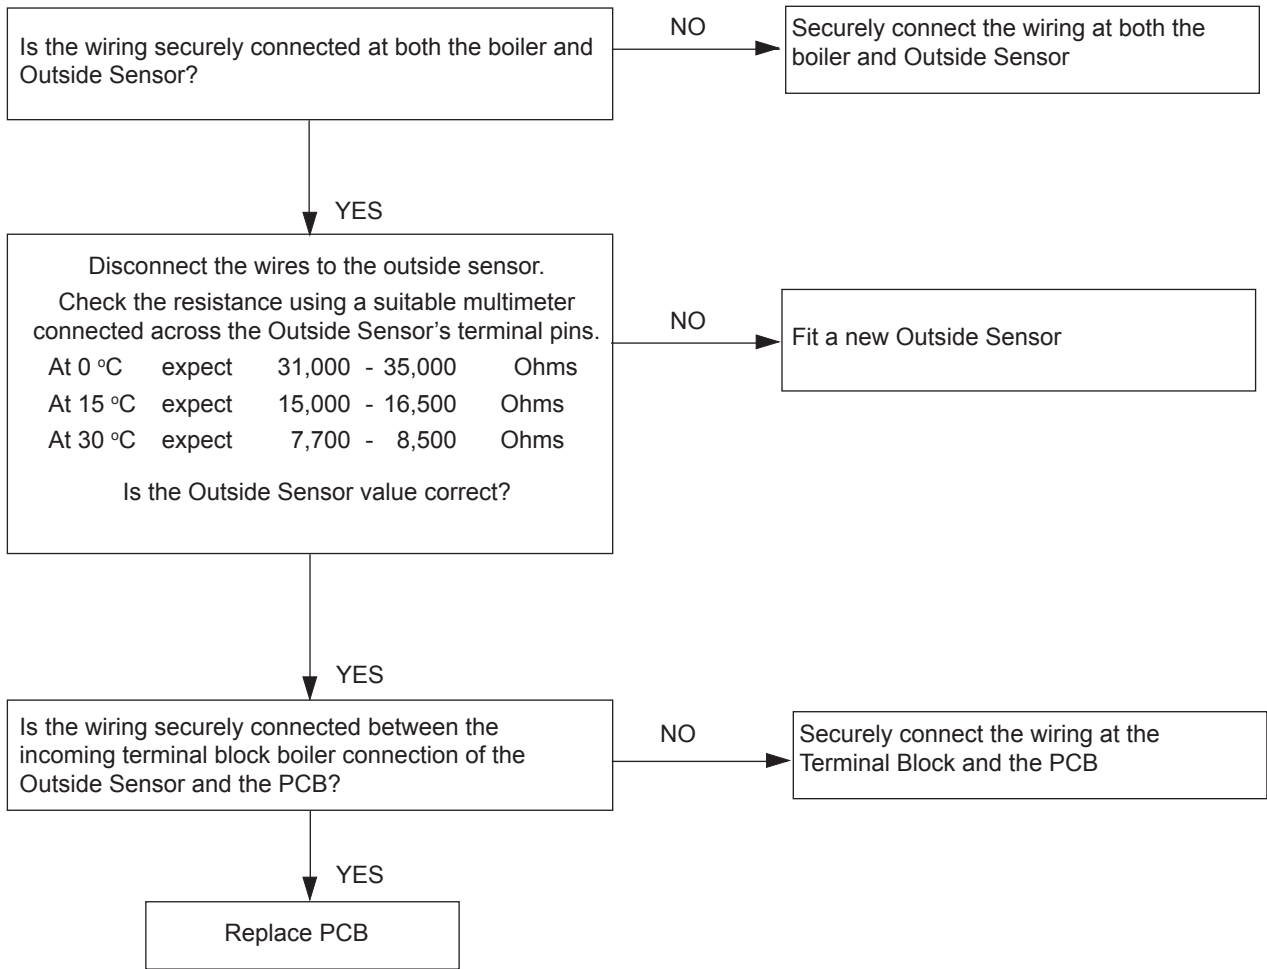 Is the wiring securely connected at both the boiler and
Outside Sensor?
NO
Securely connect the wiring at both the
boiler and Outside Sensor
YES
Disconnect the wires to the outside sensor.
Check the resistance using a suitable multimeter
connected across the Outside Sensor’s terminal pins.
At 0 ºC expect 31,000 - 35,000 Ohms
At 15 ºC expect 15,000 - 16,500 Ohms
At 30 ºC expect 7,700 - 8,500 Ohms
Is the Outside Sensor value correct?
NO
Fit a new Outside Sensor
YES
Is the wiring securely connected between the
incoming terminal block boiler connection of the
Outside Sensor and the PCB?
NO
Securely connect the wiring at the
Terminal Block and the PCB
YES
Replace PCB